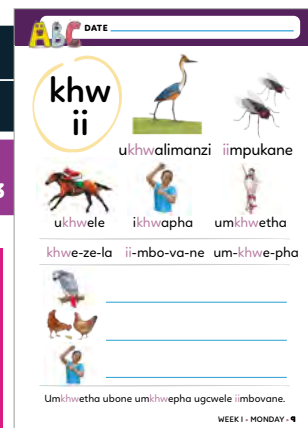 ABC DATE
khw
ii
ukhwalimanzi iimpukane
ukhwele ikhwapha umkhwetha
khwe-ze-la ii-mbo-va-ne um-khwe-pha
Umkhwetha ubone umkhwepha ugcwele iimbovane.
WEEK 1 • MONDAY • 9